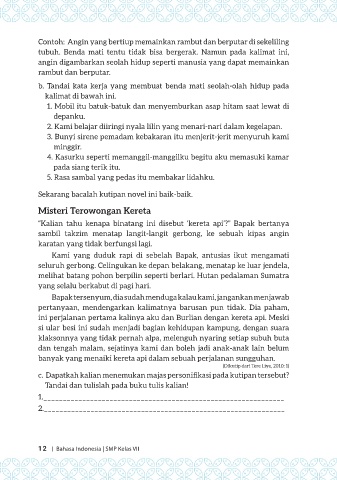 Contoh: Angin yang bertiup memainkan rambut dan berputar di sekeliling
tubuh. Benda mati tentu tidak bisa bergerak. Namun pada kalimat ini,
angin digambarkan seolah hidup seperti manusia yang dapat memainkan
rambut dan berputar.
b. Tandai kata kerja yang membuat benda mati seolah-olah hidup pada
kalimat di bawah ini.
1. Mobil itu batuk-batuk dan menyemburkan asap hitam saat lewat di
depanku.
2. Kami belajar diiringi nyala lilin yang menari-nari dalam kegelapan.
3. Bunyi sirene pemadam kebakaran itu menjerit-jerit menyuruh kami
minggir.
4. Kasurku seperti memanggil-manggilku begitu aku memasuki kamar
pada siang terik itu.
5. Rasa sambal yang pedas itu membakar lidahku.
Sekarang bacalah kutipan novel ini baik-baik.
Misteri Terowongan Kereta
"Kalian tahu kenapa binatang ini disebut 'kereta api'?" Bapak bertanya
sambil takzim menatap langit-langit gerbong, ke sebuah kipas angin
karatan yang tidak berfungsi lagi.
Kami yang duduk rapi di sebelah Bapak, antusias ikut mengamati
seluruh gerbong. Celingukan ke depan belakang, menatap ke luar jendela,
melihat batang pohon berpilin seperti berlari. Hutan pedalaman Sumatra
yang selalu berkabut di pagi hari.
Bapak tersenyum, dia sudah menduga kalau kami, jangankan menjawab
pertanyaan, mendengarkan kalimatnya barusan pun tidak. Dia paham,
ini perjalanan pertama kalinya aku dan Burlian dengan kereta api. Meski
si ular besi ini sudah menjadi bagian kehidupan kampung, dengan suara
klaksonnya yang tidak pernah alpa, melenguh nyaring setiap subuh buta
dan tengah malam, sejatinya kami dan boleh jadi anak-anak lain belum
banyak yang menaiki kereta api dalam sebuah perjalanan sungguhan.
(Dikutip dari Tere Liye, 2010: 1)
c. Dapatkah kalian menemukan majas personifikasi pada kutipan tersebut?
Tandai dan tulislah pada buku tulis kalian!
1.____________________________________________________________
2.____________________________________________________________
12 | Bahasa Indonesia | SMP Kelas VII